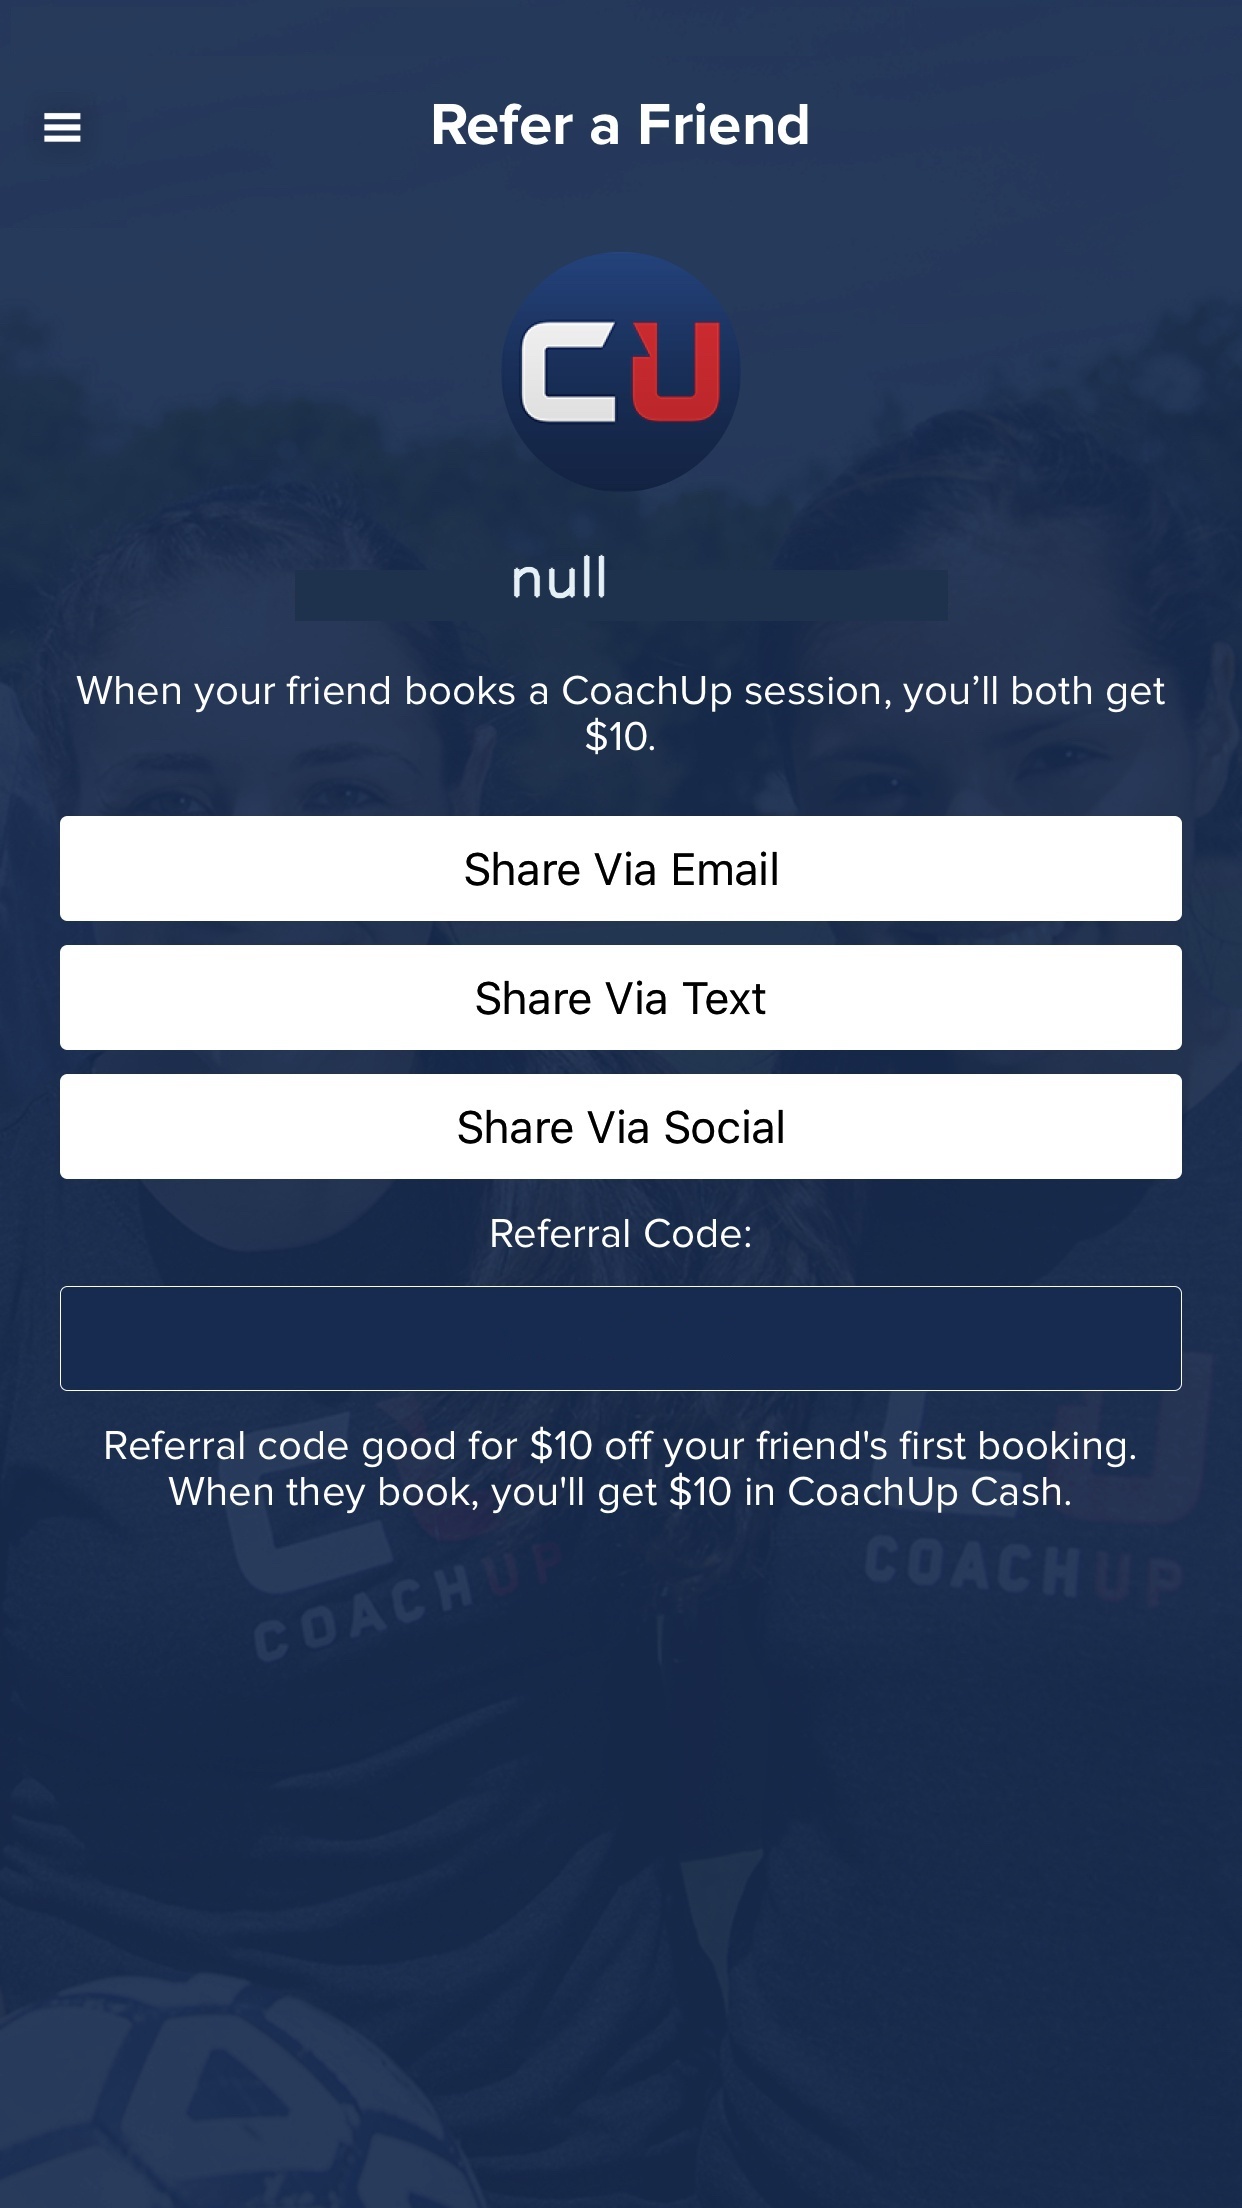 Refer a Friend
CU
null
When your friend books a CoachUp session, you’ll both get
$10.
Share Via Email
Share Via Text
Share Via Social
Referral Code:
Referral code good for $10 off your friend's first booking.
When they book, you'll get $10 in CoachUp Cash.
COACHUP
COACHUP